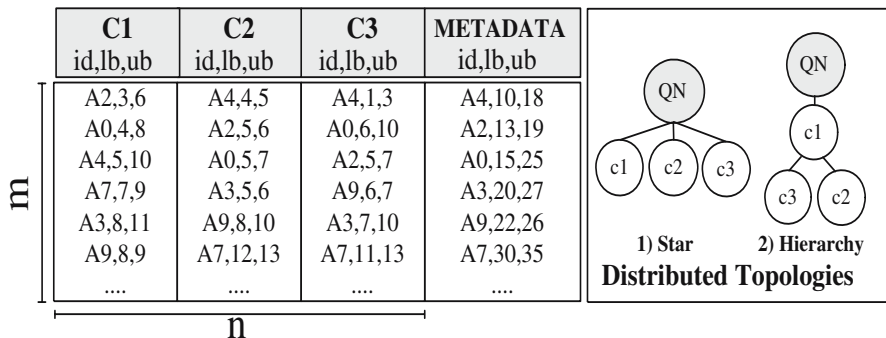 C1 C2 C3 METADATA
id,lb,ub id,lb,ub id,lb,ub id,lb,ub
A2,3,6 A4,4,5 A4,1,3 A4,10,18
A0,4,8 A2,5,6 A0,6,10 A2,13,19
A4,5,10 A0,5,7 A2,5,7 A0,15,25
A7,7,9 A3,5,6 A9,6,7 A3,20,27
A3,8,11 A9,8,10 A3,7,10 A9,22,26
A9,8,9 A7,12,13 A7,11,13 A7,30,35
.... .... .... ....
m
n
QN
c1 c2 c3
1) Star
QN
c1
c3 c2
2) Hierarchy
Distributed Topologies